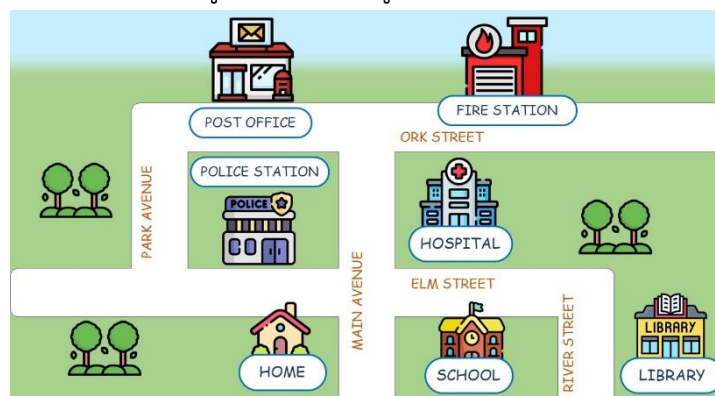 POST OFFICE
FIRE STATION
ORK STREET
POLICE STATION
POLICE
PARK AVENUE
HOSPITAL
MAIN AVENUE
ELM STREET
RIVER STREET
LIBRARY
HOME
SCHOOL
LIBRARY